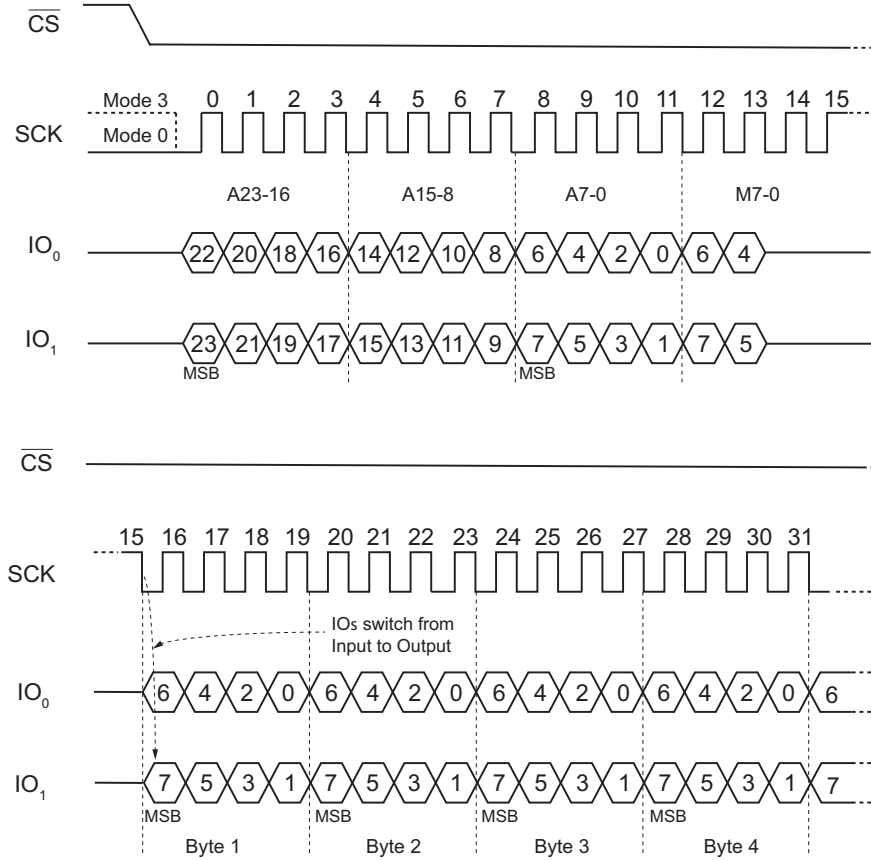 CS
Mode 3 0 1 2 3 4 5 6 7 8 9 10 11 12 13 14 15
SCK Mode 0
A23-16 A15-8 A7-0 M7-0
IO0 22 20 18 16 14 12 10 8 6 4 2 0 6 4
IO1 23 21 19 17 15 13 11 9 7 5 3 1 7 5
MSB MSB
CS
15 16 17 18 19 20 21 22 23 24 25 26 27 28 29 30 31
SCK
IOs switch from
Input to Output
IO0 6 4 2 0 6 4 2 0 6 4 2 0 6 4 2 0 6
IO1 7 5 3 1 7 5 3 1 7 5 3 1 7 5 3 1 7
MSB MSB MSB MSB
Byte 1 Byte 2 Byte 3 Byte 4